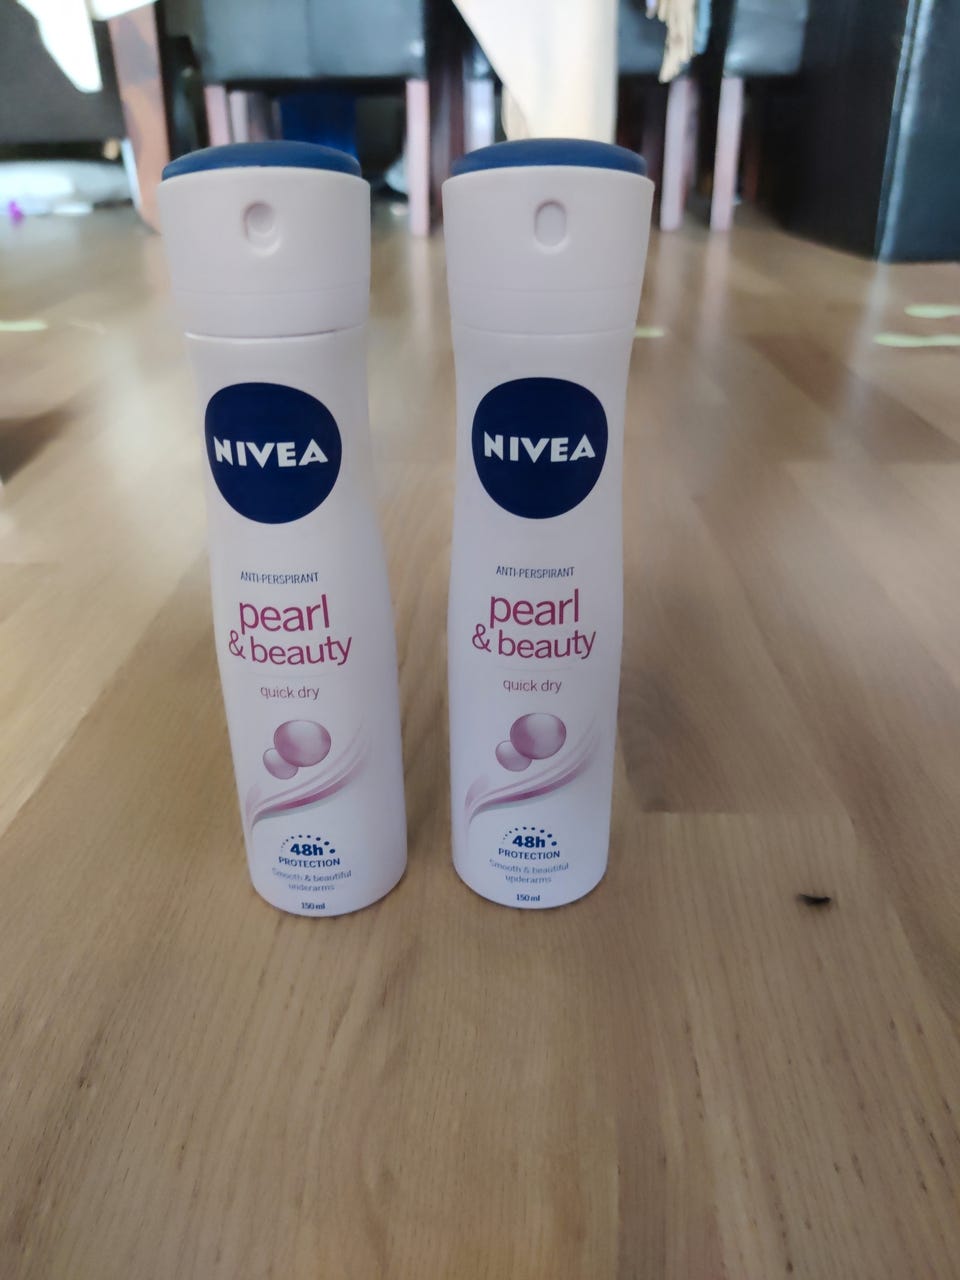 NIVEA
ANTI-PERSPIRANT
pearl
& beauty
quick dry
48h
PROTECTION
Smooth & beautiful
underarms
150 ml
NIVEA
ANTI-PERSPIRANT
pearl
& beauty
quick dry
48h
PROTECTION
Smooth & beautiful
underarms
150 ml